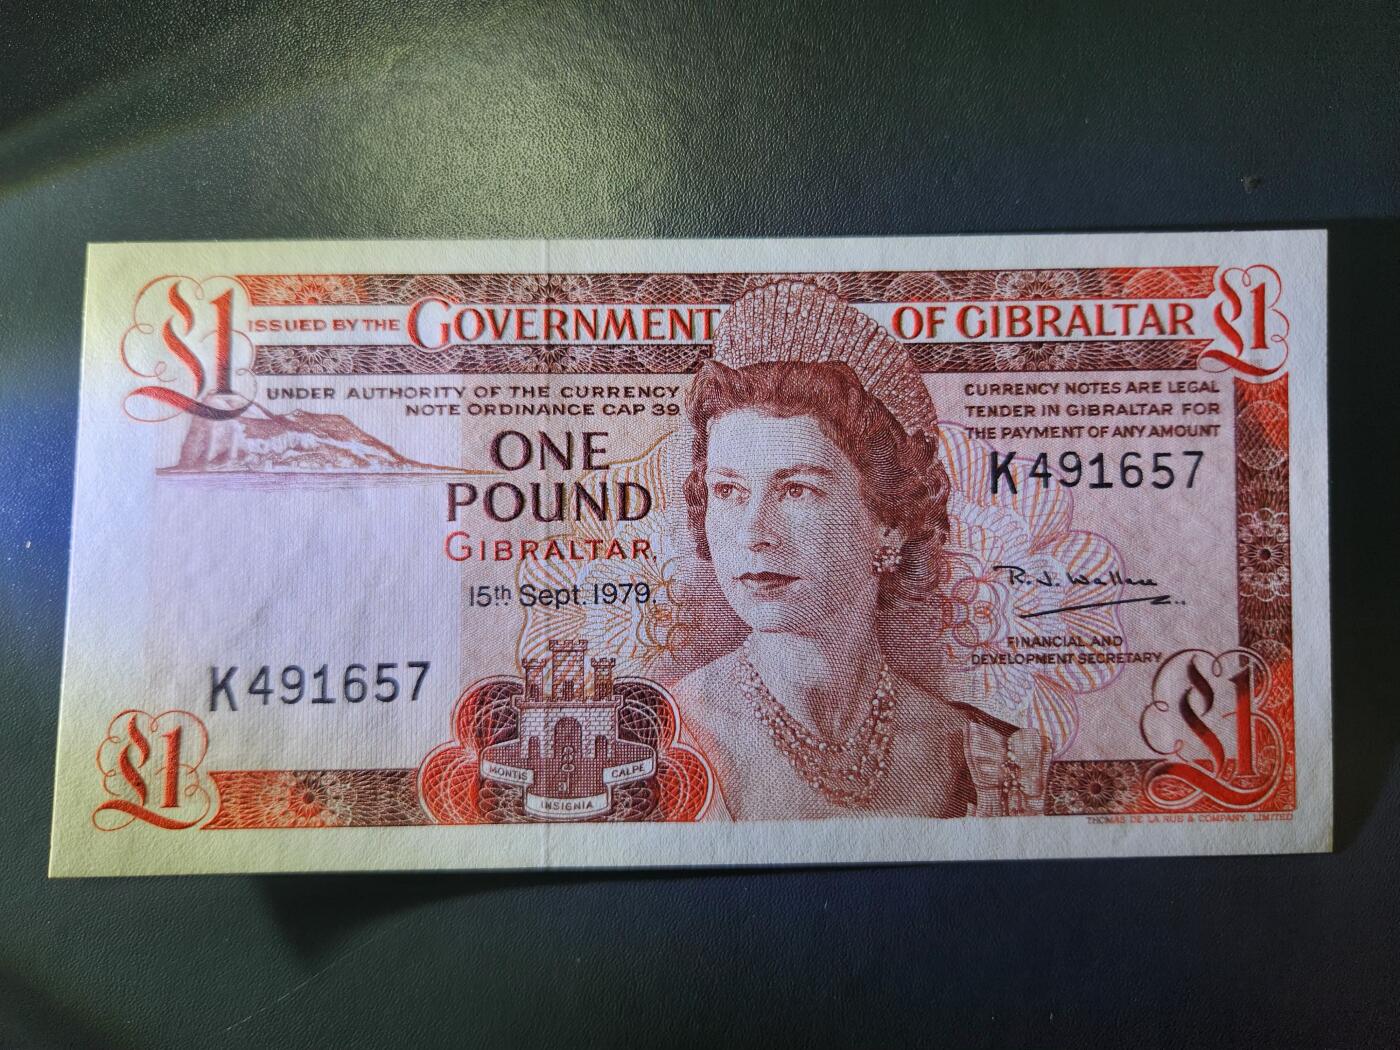 £1
ISSUED BY THE GOVERNMENT OF GIBRALTAR
£1
UNDER AUTHORITY OF THE CURRENCY
NOTE ORDINANCE CAP 39
CURRENCY NOTES ARE LEGAL
TENDER IN GIBRALTAR FOR
THE PAYMENT OF ANY AMOUNT
ONE
POUND
GIBRALTAR.
15th Sept. 1979.
K491657
R.J. Wallace
FINANCIAL AND
DEVELOPMENT SECRETARY
K491657
MONTIS
INSIGNIA
CALPE
£1
£1
THOMAS DE LA RUE & COMPANY, LIMITED